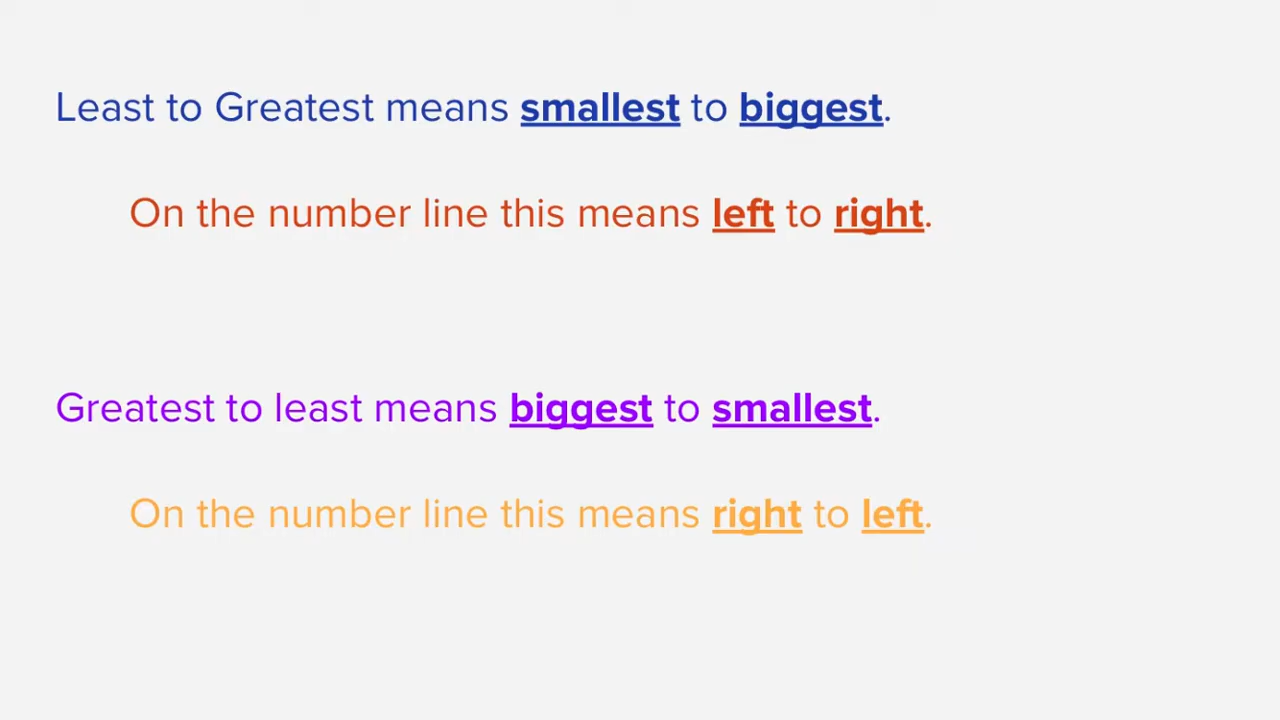 Least to Greatest means smallest to biggest.
On the number line this means left to right.
Greatest to least means biggest to smallest.
On the number line this means right to left.